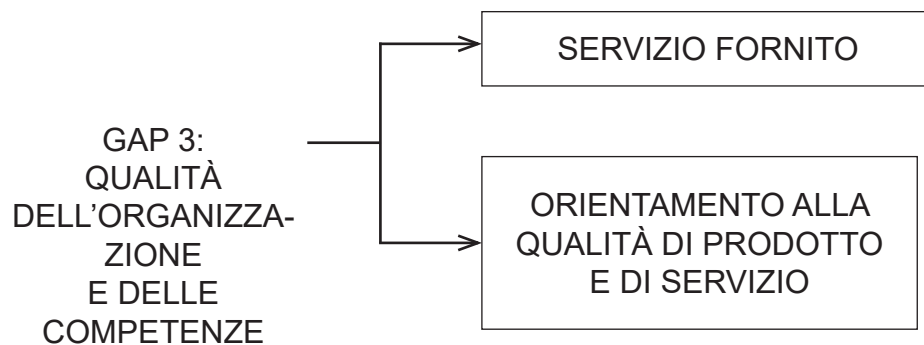 SERVIZIO FORNITO
GAP 3:
QUALITÀ
DELL’ORGANIZZA-
ZIONE
E DELLE
COMPETENZE
ORIENTAMENTO ALLA
QUALITÀ DI PRODOTTO
E DI SERVIZIO